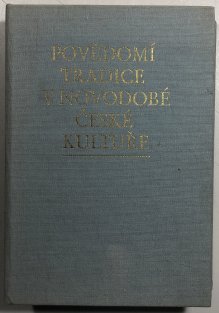 POVĚDOMÍ
TRADICE
V NOVODOBÉ
ČESKÉ
KULTUŘE